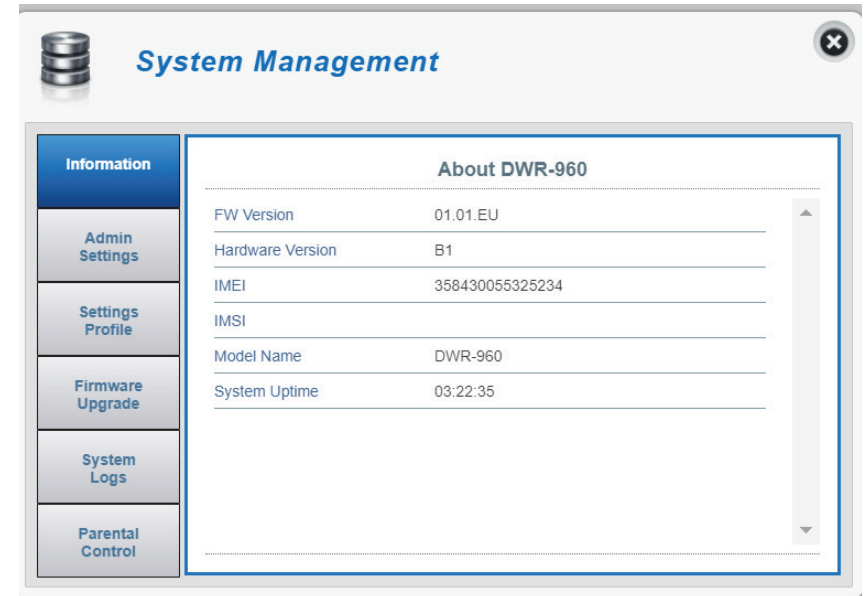 System Management
Information
Admin
Settings
Settings
Profile
Firmware
Upgrade
System
Logs
Parental
Control
About DWR-960
FW Version 01.01.EU
Hardware Version B1
IMEI 358430055325234
IMSI
Model Name DWR-960
System Uptime 03:22:35